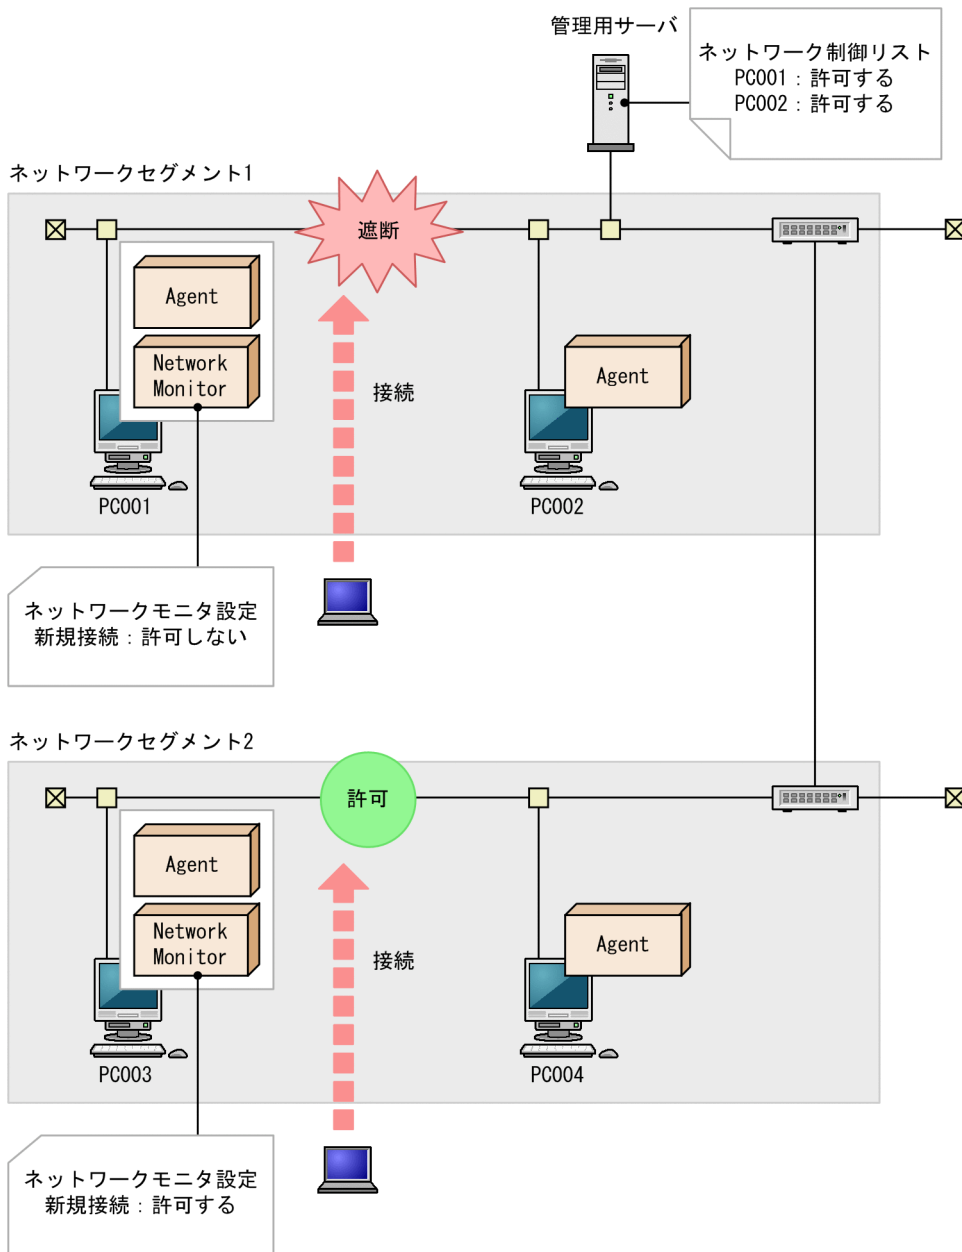 管理用サーバ
ネットワーク制御リスト
PC001：許可する
PC002：許可する
ネットワークセグメント1
遮断
Agent
Network
Monitor
接続
Agent
PC001
PC002
ネットワークモニタ設定
新規接続：許可しない
ネットワークセグメント2
許可
Agent
Network
Monitor
接続
Agent
PC003
PC004
ネットワークモニタ設定
新規接続：許可する